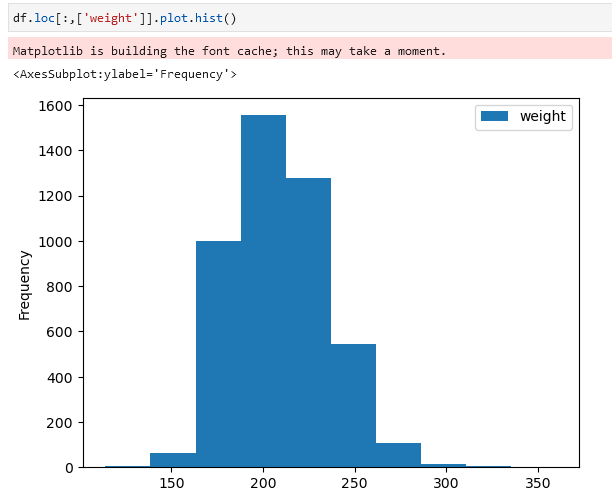 df.loc[:,['weight']].plot.hist()
Matplotlib is building the font cache; this may take a moment.
<AxesSubplot:ylabel='Frequency'>
weight
1600
1400
1200
1000
800
600
400
200
0
Frequency
150 200 250 300 350